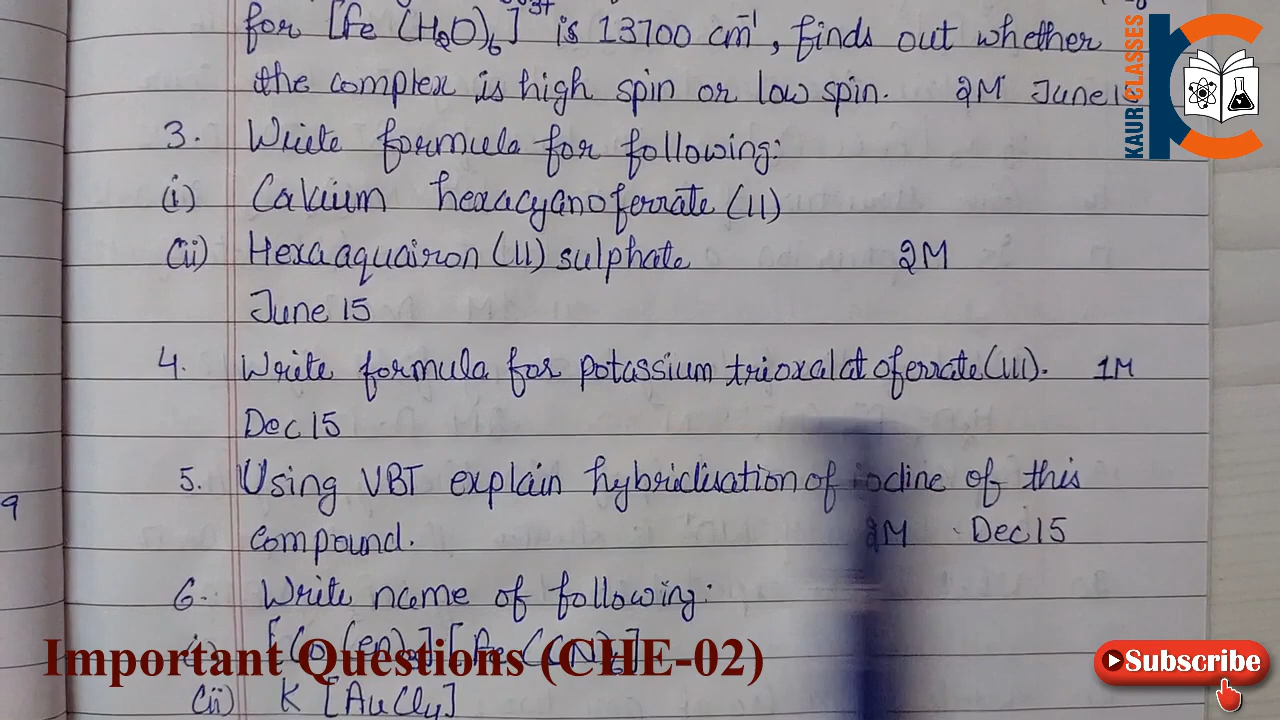 for [Fe (H2O)6]3+ is 13700 cm-1, finds out whether
the complex is high spin or low spin. 2M June 1
3. Write formula for following:
(i) Calcium hexacyanoferrate (II)
(ii) Hexaaquairon (II) sulphate 2M
June 15
4. Write formula for potassium trioxalatoferrate (III). 1M
Dec 15
5. Using VBT explain hybridisation of iodine of this
compound. 2M Dec 15
9
6. Write name of following:
(ii) K [AuCl4]
KAUR CLASSES
Important Questions (CHE-02)
Subscribe